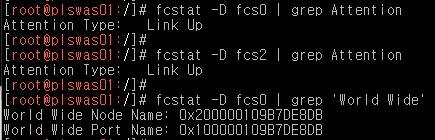 [root@plswas01:/]# fcstat -D fcs0 | grep Attention
Attention Type:   Link Up
[root@plswas01:/]#
[root@plswas01:/]# fcstat -D fcs2 | grep Attention
Attention Type:   Link Up
[root@plswas01:/]#
[root@plswas01:/]# fcstat -D fcs0 | grep 'World Wide'
World Wide Node Name: 0x200000109B7DE8DB
World Wide Port Name: 0x100000109B7DE8DB